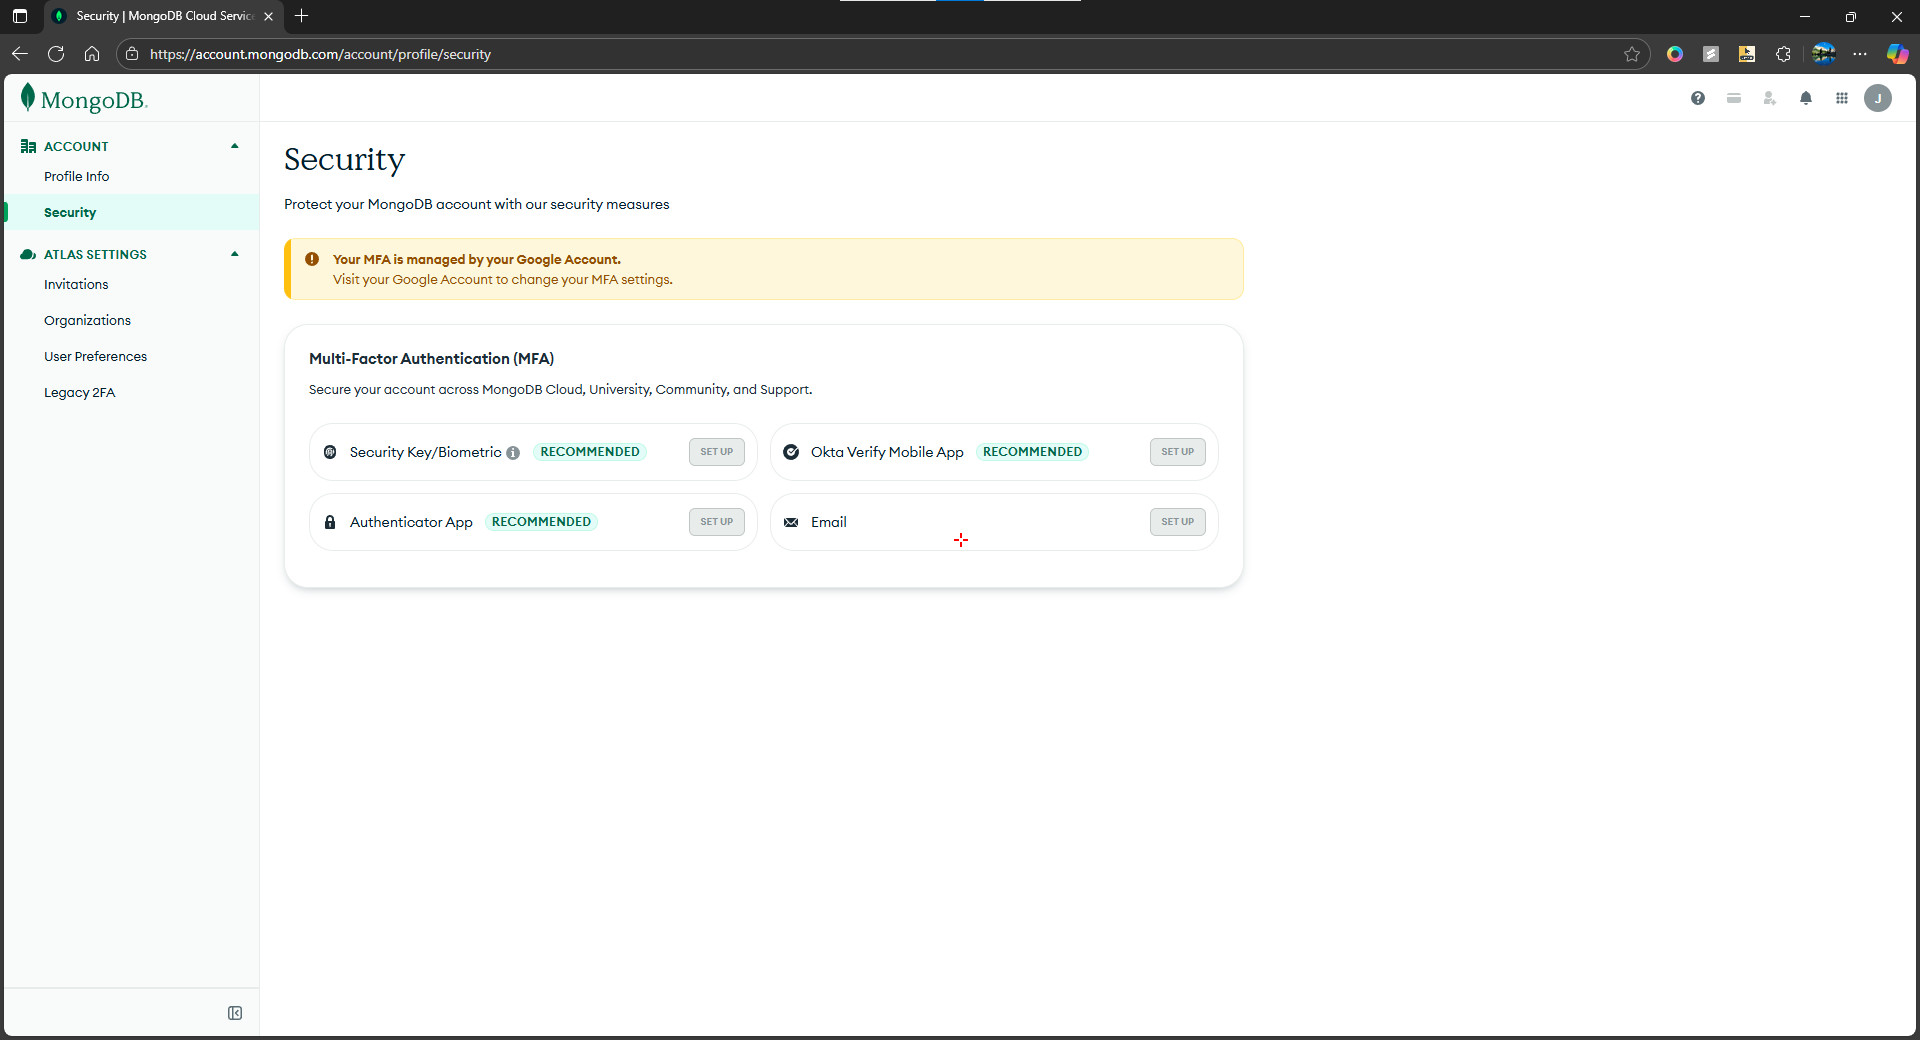 Security | MongoDB Cloud Servic
https://account.mongodb.com/account/profile/security
MongoDB.
J
ACCOUNT
Profile Info
Security
ATLAS SETTINGS
Invitations
Organizations
User Preferences
Legacy 2FA
Security
Protect your MongoDB account with our security measures
Your MFA is managed by your Google Account.
Visit your Google Account to change your MFA settings.
Multi-Factor Authentication (MFA)
Secure your account across MongoDB Cloud, University, Community, and Support.
Security Key/Biometric RECOMMENDED SET UP
Okta Verify Mobile App RECOMMENDED SET UP
Authenticator App RECOMMENDED SET UP
Email SET UP